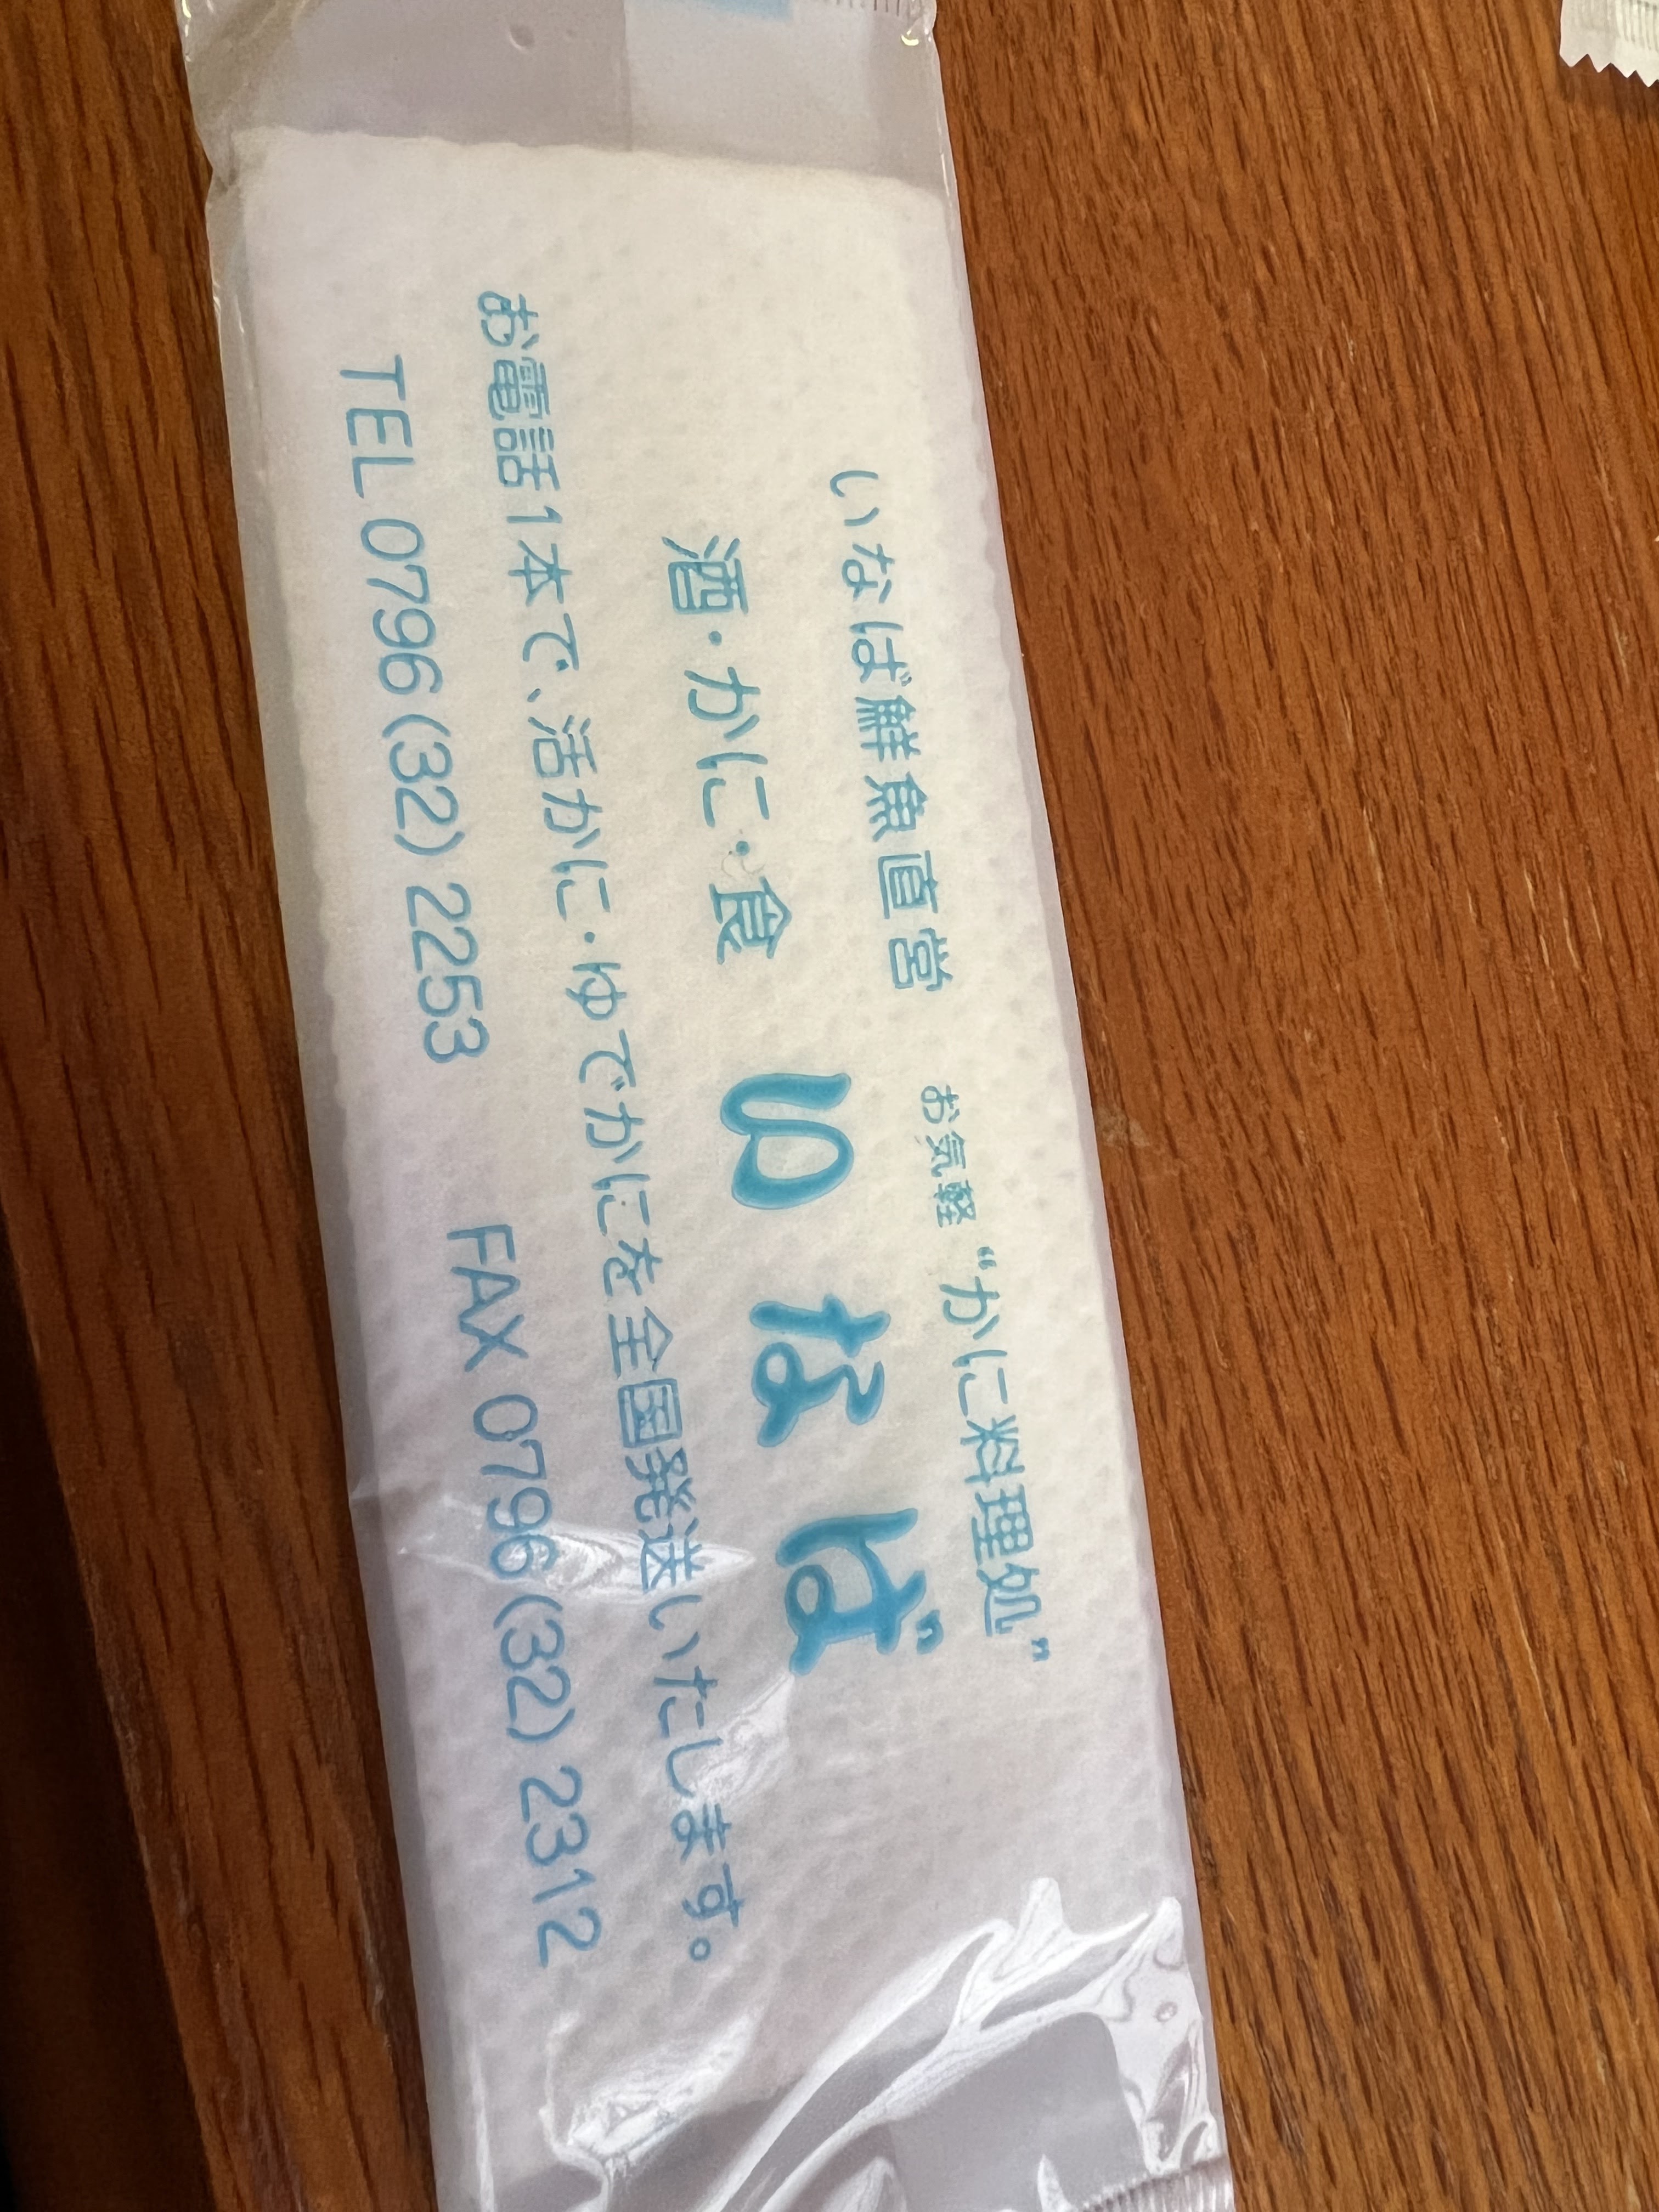 いなば鮮魚直営 お気軽 “かに料理処”
酒・かに・食 いなば
お電話1本で、活かに・ゆでかにを全国発送いたします。
TEL 0796(32)2253 FAX 0796(32)2312